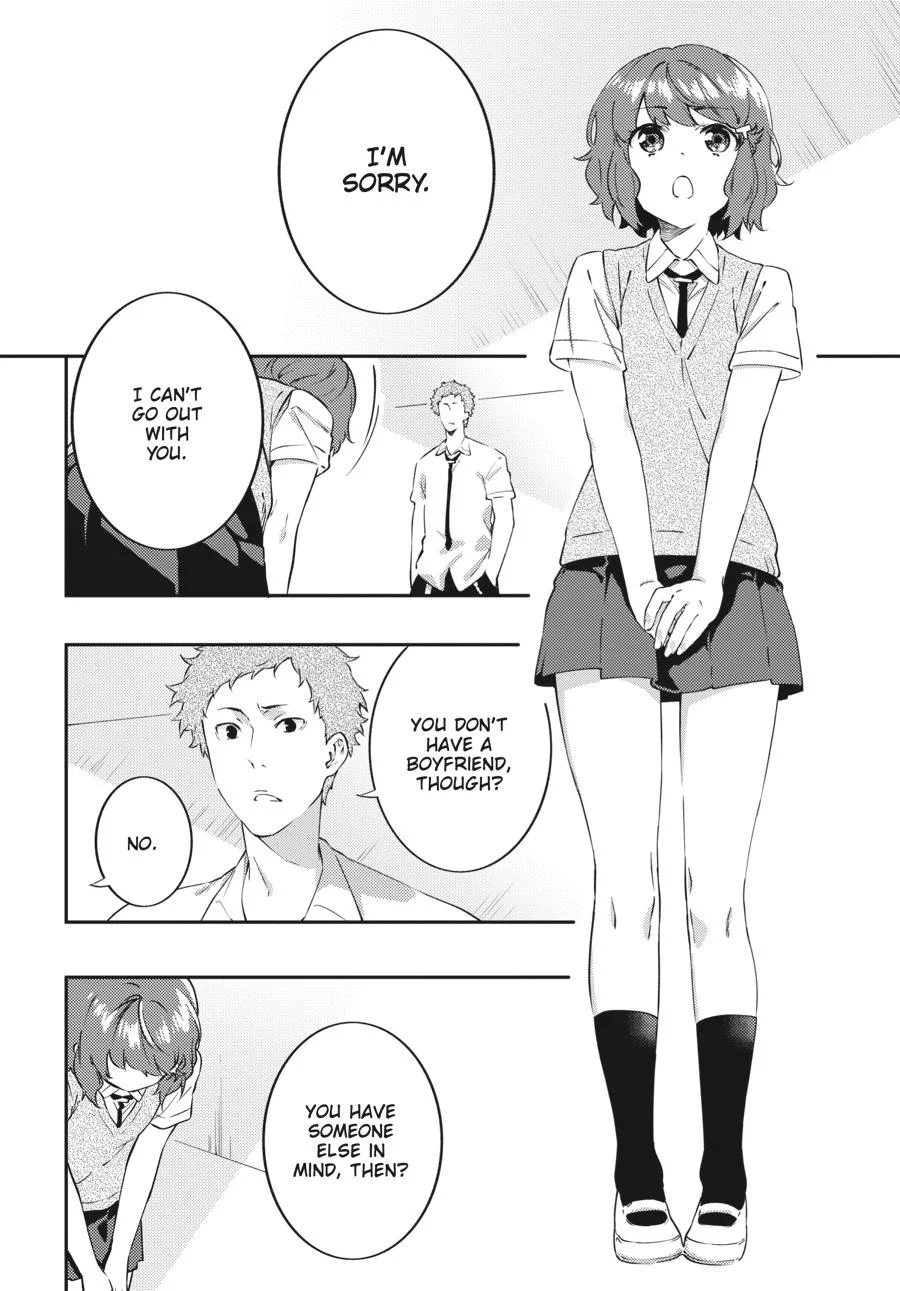 I'M
SORRY.
I CAN'T
GO OUT
WITH
YOU.
YOU DON'T
HAVE A
BOYFRIEND,
THOUGH?
NO.
YOU HAVE
SOMEONE
ELSE IN
MIND, THEN?